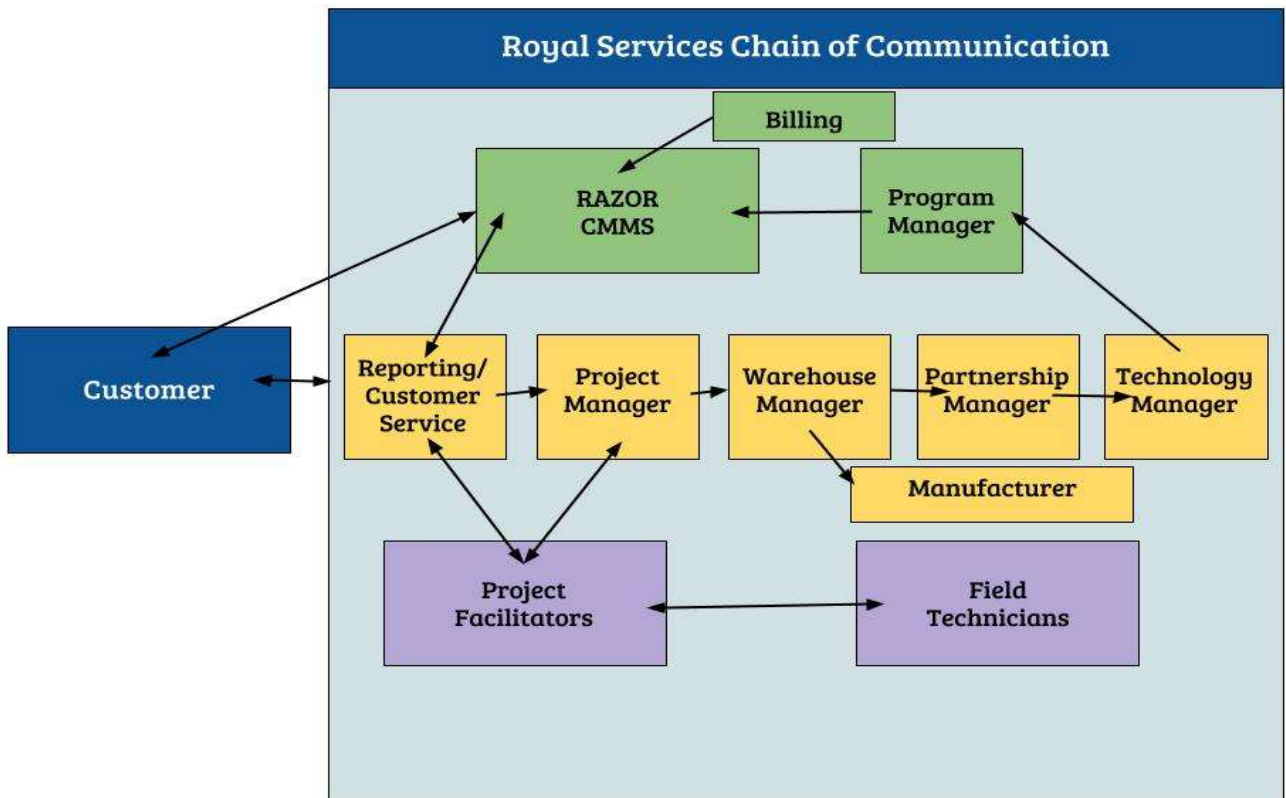 Royal Services Chain of Communication
Billing
RAZOR
CMMS
Program
Manager
Customer
Reporting/
Customer
Service
Project
Manager
Warehouse
Manager
Partnership
Manager
Technology
Manager
Manufacturer
Project
Facilitators
Field
Technicians